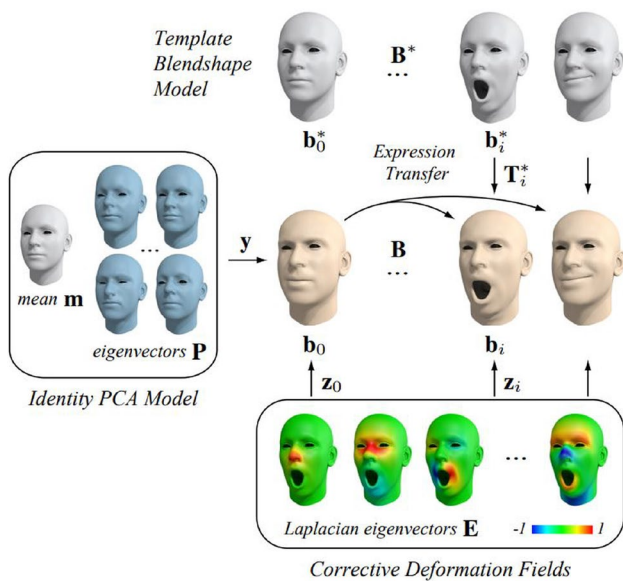 Template
Blendshape
Model
B*
...
b*0
b*i
Expression
Transfer
T*i
y
B
...
...
mean m
eigenvectors P
b0
bi
Identity PCA Model
z0
zi
...
Laplacian eigenvectors E
-1
1
Corrective Deformation Fields